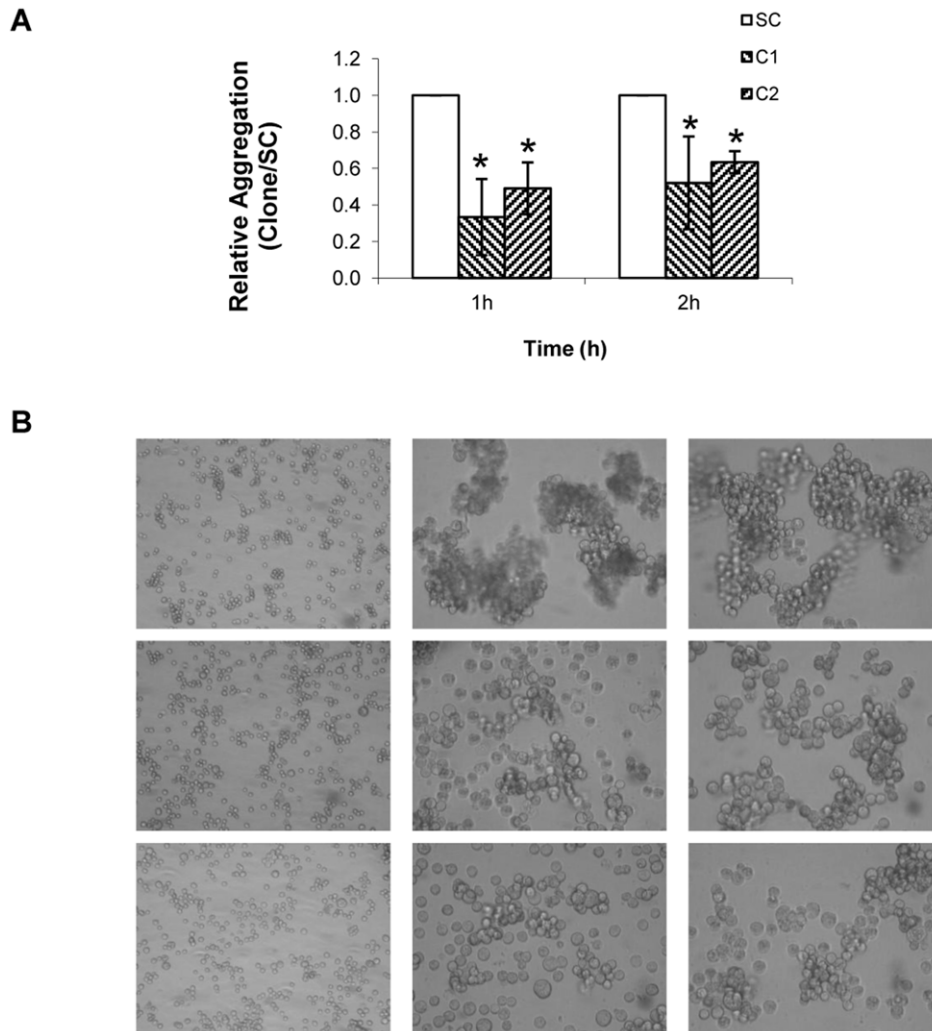 A
SC
C1
C2
Relative Aggregation
(Clone/SC)
1.2
1.0
0.8
0.6
0.4
0.2
0.0
* * * *
1h 2h
Time (h)
B